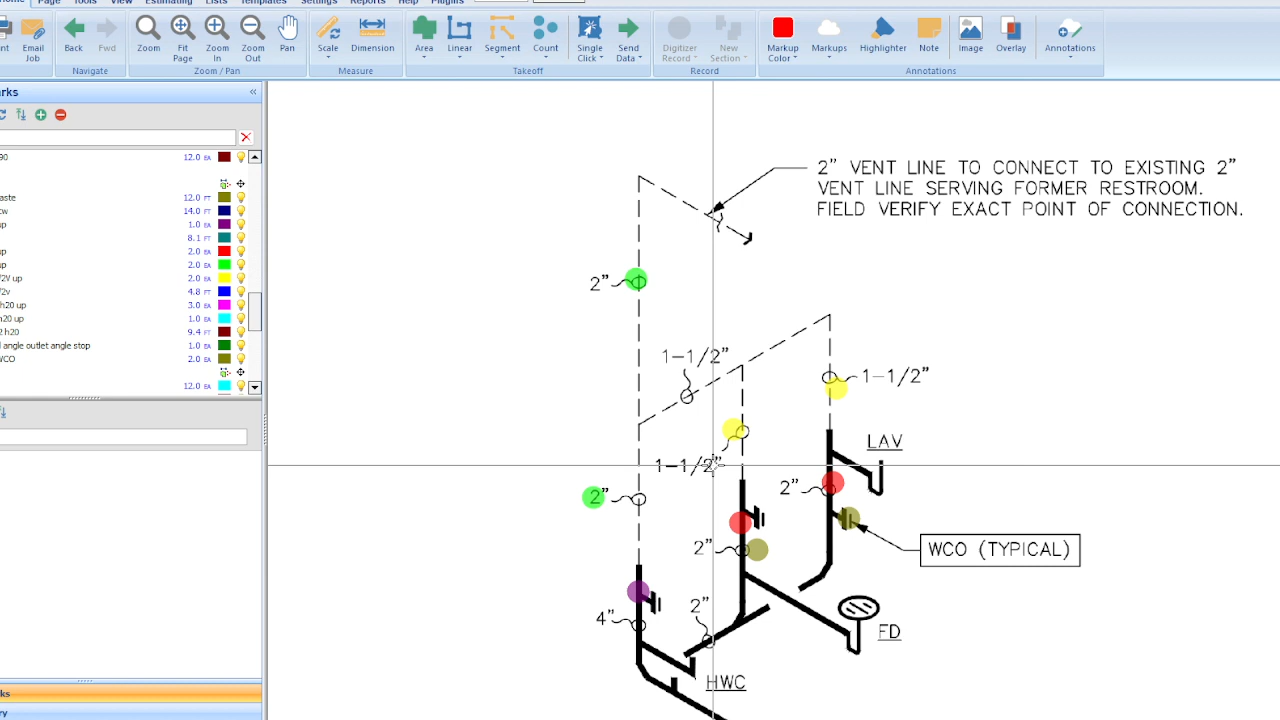 Page
Tools
View
Estimating
Lists
Templates
Settings
Reports
Help
Plugins
Email
Job
Back
Fwd
Zoom
Fit
Page
Zoom
In
Zoom
Out
Pan
Scale
Dimension
Area
Linear
Segment
Count
Single
Click
Send
Data
Digitizer
Record
New
Section
Markup
Color
Markups
Highlighter
Note
Image
Overlay
Annotations
Navigate
Zoom / Pan
Measure
Takeoff
Record
Annotations
rks
90 12.0 EA
aste 12.0 FT
cw 14.0 FT
up 1.0 EA
8.1 FT
up 2.0 EA
up 2.0 EA
/2V up 2.0 EA
/2v 4.8 FT
h20 up 3.0 EA
h20 up 1.0 EA
2 h20 9.4 FT
angle outlet angle stop 1.0 EA
WCO 2.0 EA
12.0 EA
2" VENT LINE TO CONNECT TO EXISTING 2"
VENT LINE SERVING FORMER RESTROOM.
FIELD VERIFY EXACT POINT OF CONNECTION.
2"
1-1/2"
1-1/2"
LAV
1-1/2"
2"
2"
2"
WCO (TYPICAL)
2"
4"
FD
HWC